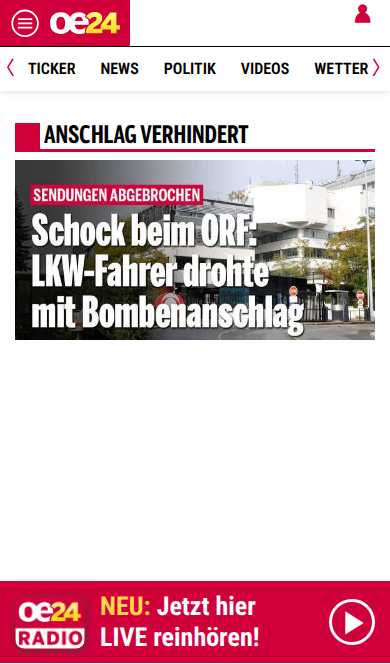 oe24
TICKER NEWS POLITIK VIDEOS WETTER
ANSCHLAG VERHINDERT
SENDUNGEN ABGEBROCHEN
Schock beim ORF:
LKW-Fahrer drohte
mit Bombenanschlag
oe24
RADIO
NEU: Jetzt hier
LIVE reinhören!